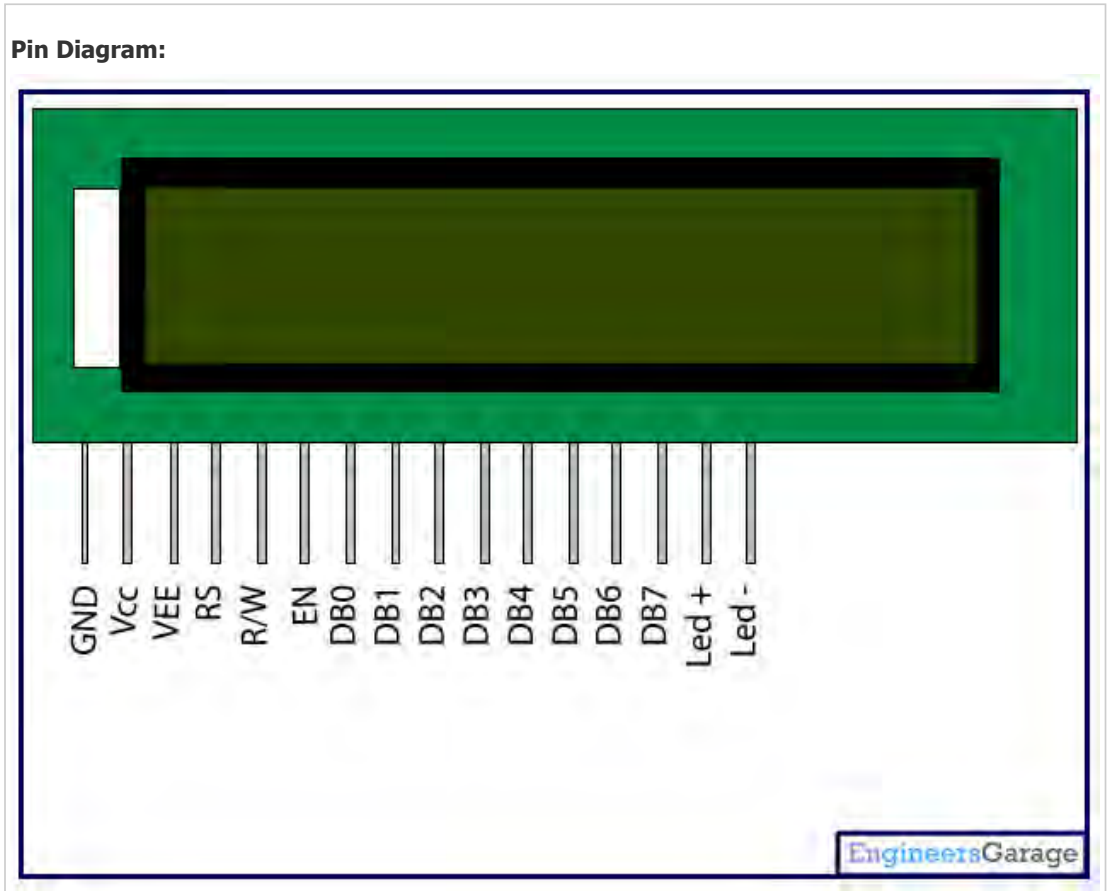 Pin Diagram:
GND
Vcc
VEE
RS
R/W
EN
DB0
DB1
DB2
DB3
DB4
DB5
DB6
DB7
Led +
Led -
EngineersGarage